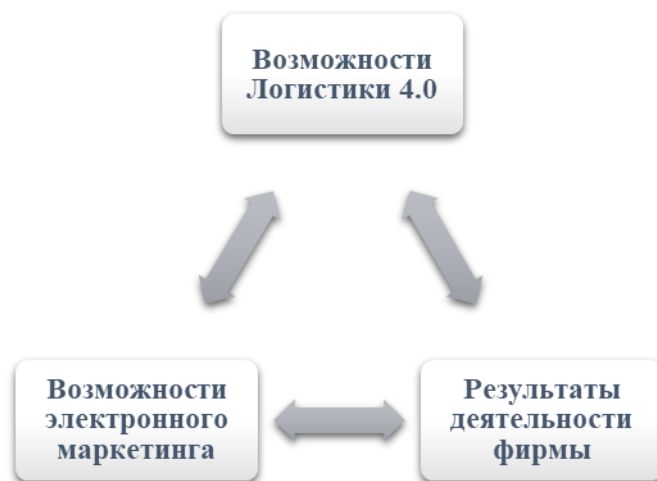 Возможности
Логистики 4.0
Возможности
электронного
маркетинга
Результаты
деятельности
фирмы